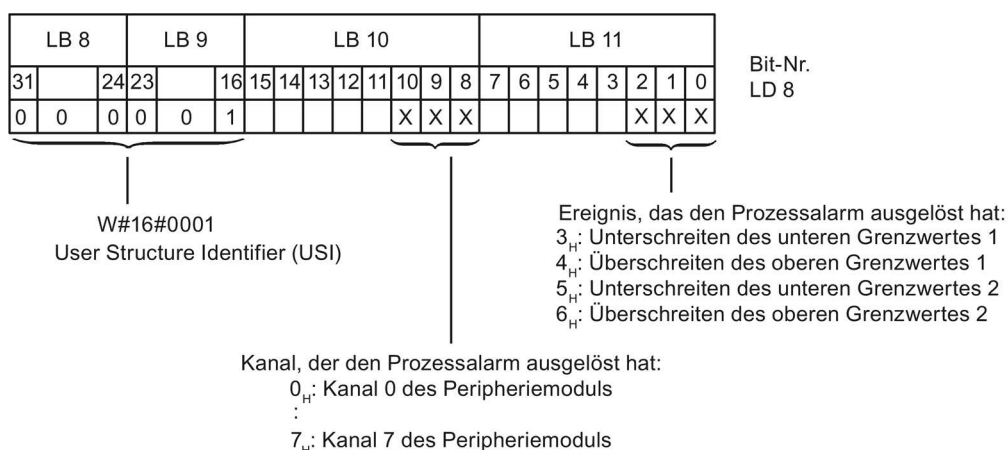 LB 8 LB 9 LB 10 LB 11
31 24 23 16 15 14 13 12 11 10 9 8 7 6 5 4 3 2 1 0
Bit-Nr.
LD 8
0 0 0 0 0 1 X X X X X X
W#16#0001
User Structure Identifier (USI)
Ereignis, das den Prozessalarm ausgelöst hat:
3H: Unterschreiten des unteren Grenzwertes 1
4H: Überschreiten des oberen Grenzwertes 1
5H: Unterschreiten des unteren Grenzwertes 2
6H: Überschreiten des oberen Grenzwertes 2
Kanal, der den Prozessalarm ausgelöst hat:
0H: Kanal 0 des Peripheriemoduls
:
7H: Kanal 7 des Peripheriemoduls